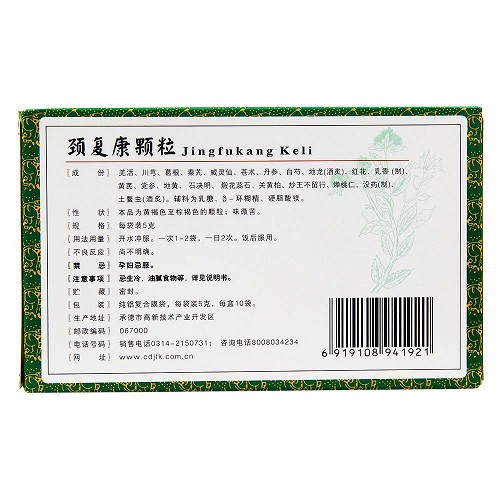 颈复康颗粒 Jingfukang Keli
[成份] 羌活、川芎、葛根、秦艽、威灵仙、苍术、丹参、白芍、地龙(酒炙)、红花、乳香(制)、
黄芪、党参、地黄、石决明、煅花蕊石、关黄柏、炒王不留行、燀桃仁、没药(制)、
土鳖虫(酒炙)。辅料为乳糖、β-环糊精、硬脂酸镁。
[性状] 本品为黄褐色至棕褐色的颗粒;味微苦。
[规格] 每袋装5克
[用法用量] 开水冲服。一次1-2袋,一日2次。饭后服用。
[不良反应] 尚不明确。
[禁忌] 孕妇忌服。
[注意事项] 忌生冷、油腻食物等,详见说明书。
[贮藏] 密封。
[包装] 纯铝复合膜袋,每袋装5克,每盒10袋。
[生产地址] 承德市高新技术产业开发区
[邮政编码] 067000
[电话号码] 销售电话0314-2150731; 咨询电话8008034234
[网址] www.cdjfk.com.cn
6 919108 941921